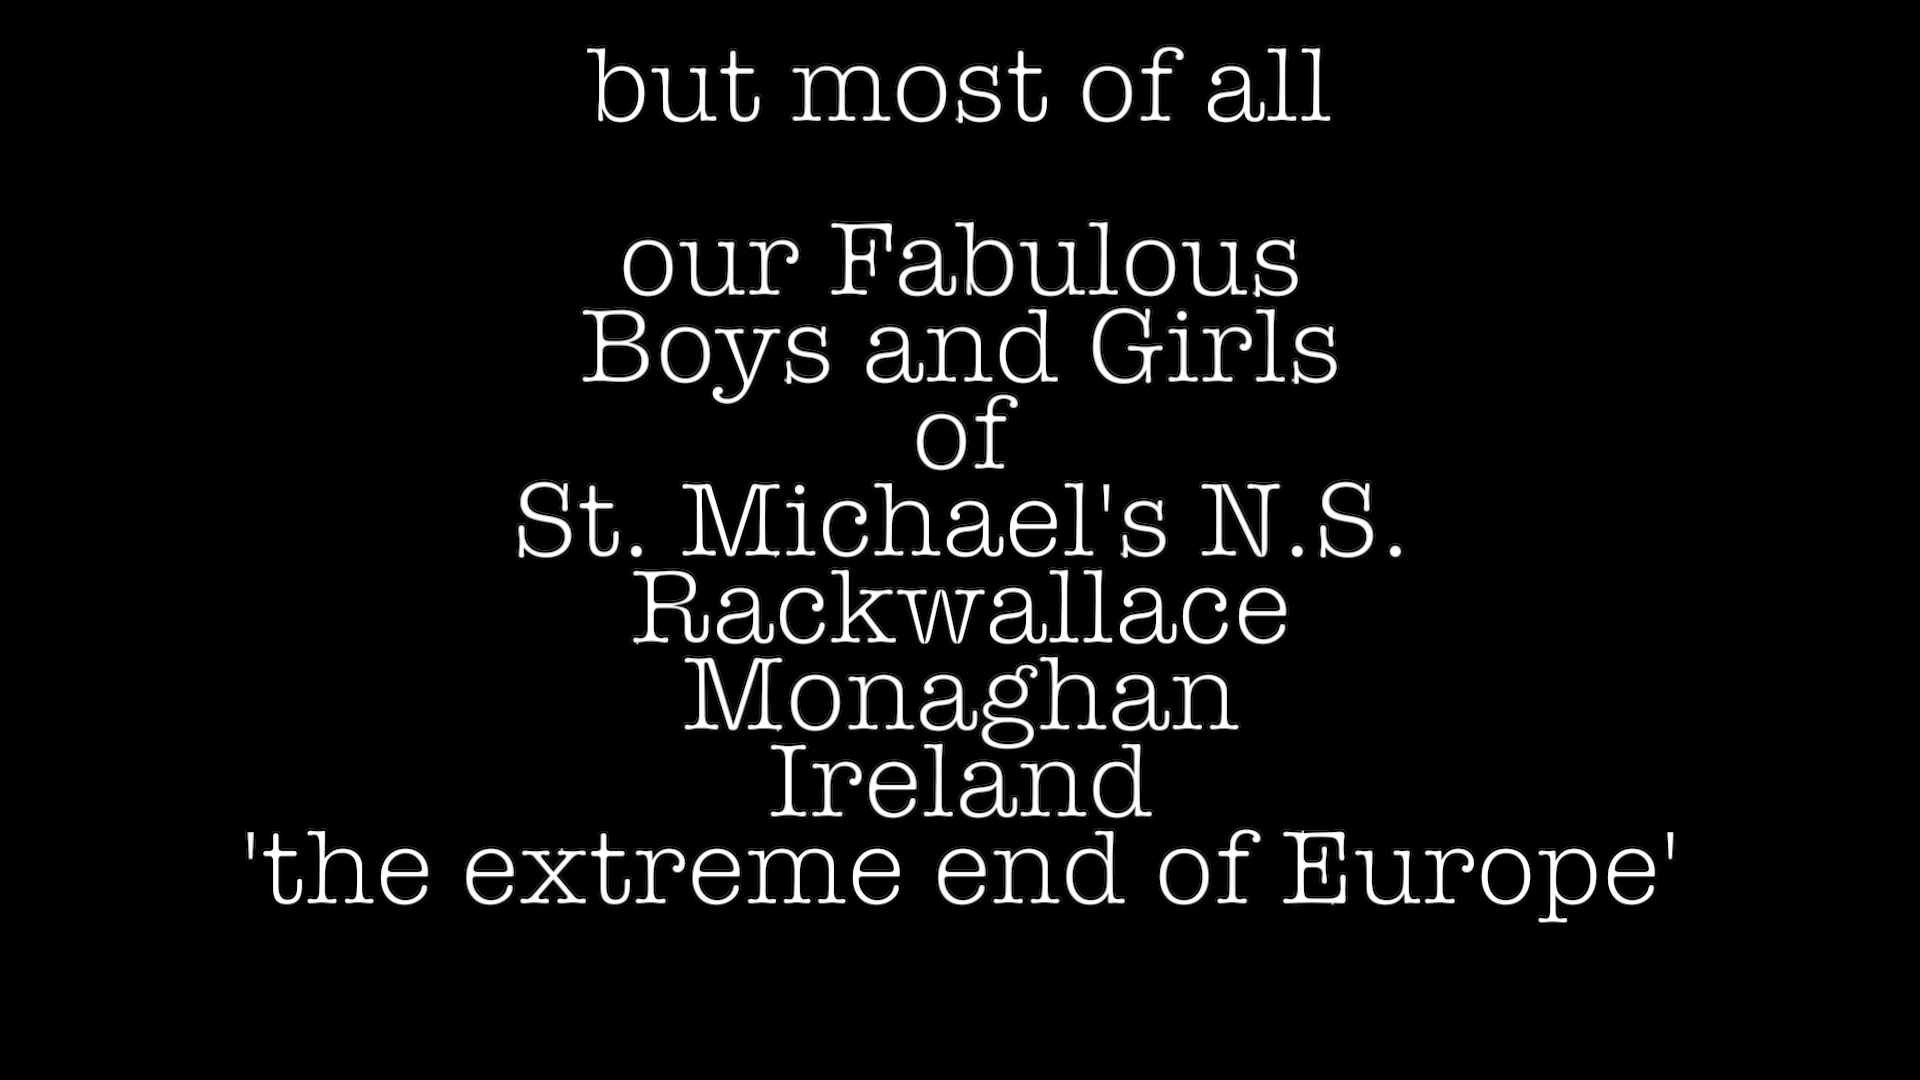 but most of all
our Fabulous
Boys and Girls
of
St. Michael's N.S.
Rackwallace
Monaghan
Ireland
'the extreme end of Europe'